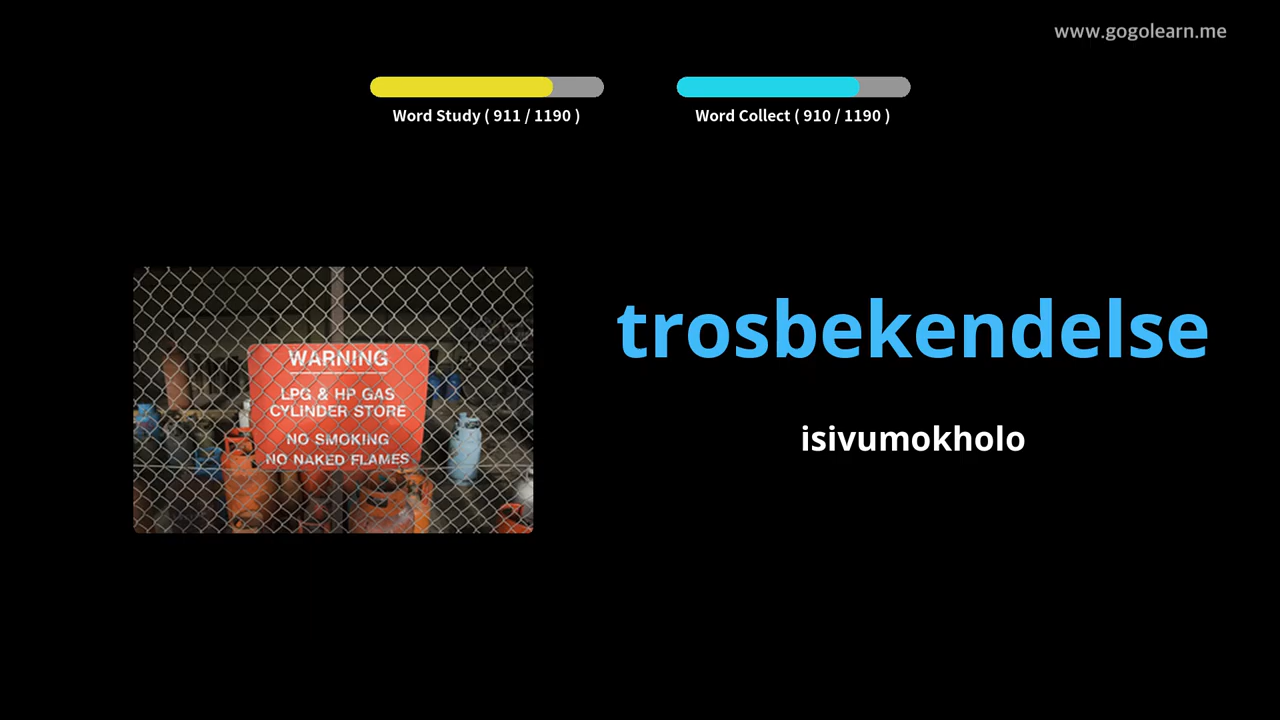 www.gogolearn.me
Word Study ( 911 / 1190 )
Word Collect ( 910 / 1190 )
WARNING
LPG & HP GAS
CYLINDER STORE
NO SMOKING
NO NAKED FLAMES
trosbekendelse
isivumokholo